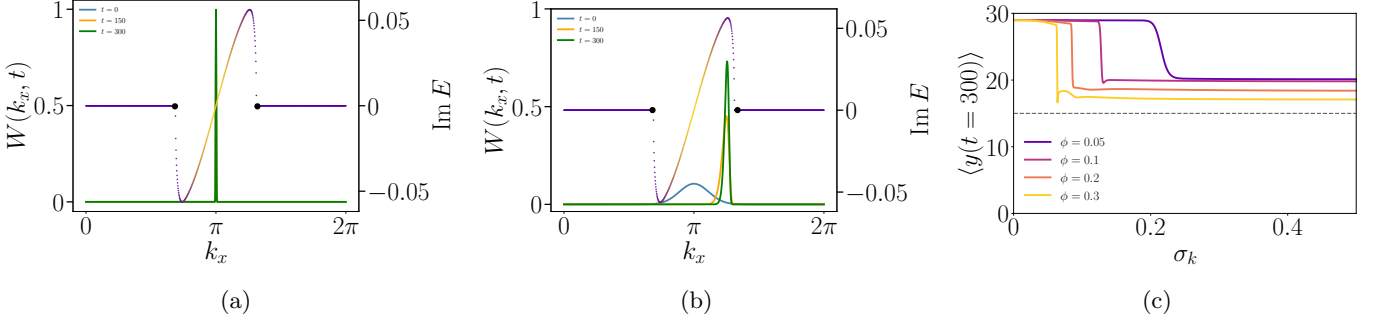 1
0.5
0
W(k_x, t)
t = 0
t = 150
t = 300
0.05
0
−0.05
Im E
0
π
2π
k_x
(a)
1
0.5
0
W(k_x, t)
t = 0
t = 150
t = 300
0.05
0
−0.05
Im E
0
π
2π
k_x
(b)
30
20
10
0
⟨y(t = 300)⟩
ϕ = 0.05
ϕ = 0.1
ϕ = 0.2
ϕ = 0.3
0
0.2
0.4
σ_k
(c)